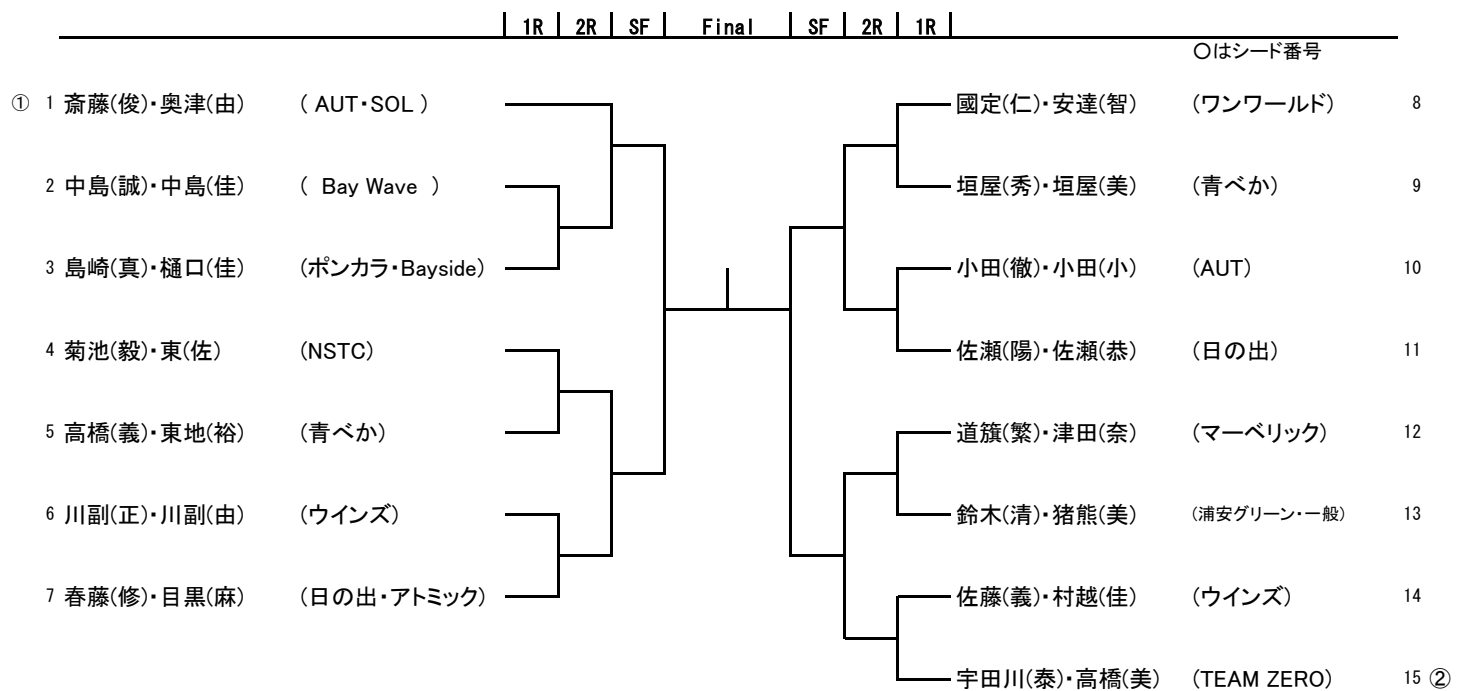 1R 2R SF Final SF 2R 1R
〇はシード番号
① 1 斎藤(俊)・奥津(由) ( AUT・SOL ) 國定(仁)・安達(智) (ワンワールド) 8
2 中島(誠)・中島(佳) ( Bay Wave ) 垣屋(秀)・垣屋(美) (青べか) 9
3 島崎(真)・樋口(佳) (ポンカラ・Bayside) 小田(徹)・小田(小) (AUT) 10
4 菊池(毅)・東(佐) (NSTC) 佐瀬(陽)・佐瀬(恭) (日の出) 11
5 高橋(義)・東地(裕) (青べか) 道籏(繁)・津田(奈) (マーベリック) 12
6 川副(正)・川副(由) (ウインズ) 鈴木(清)・猪熊(美) (浦安グリーン・一般) 13
7 春藤(修)・目黒(麻) (日の出・アトミック) 佐藤(義)・村越(佳) (ウインズ) 14
宇田川(泰)・高橋(美) (TEAM ZERO) 15 ②